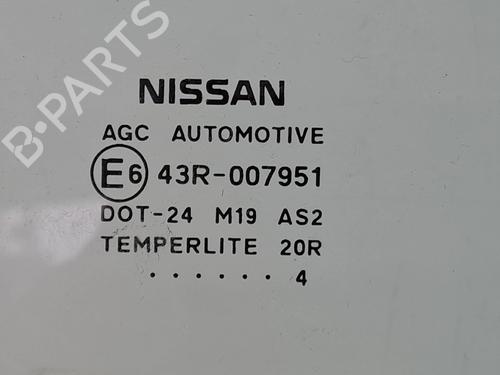 B-PARTS
NISSAN
AGC AUTOMOTIVE
E6 43R-007951
DOT-24 M19 AS2
TEMPERLITE 20R
. . . . . . 4